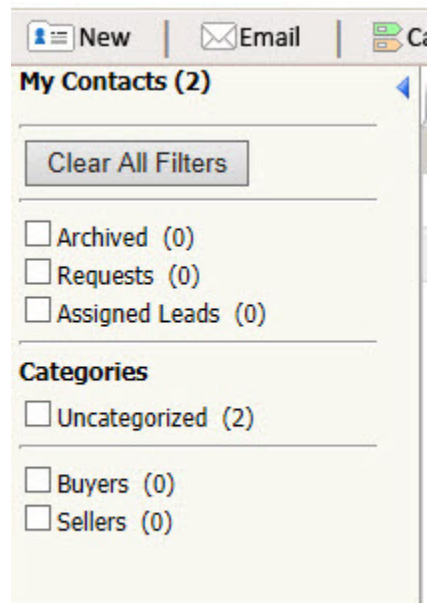 New | Email | Ca
My Contacts (2)
Clear All Filters
Archived (0)
Requests (0)
Assigned Leads (0)
Categories
Uncategorized (2)
Buyers (0)
Sellers (0)